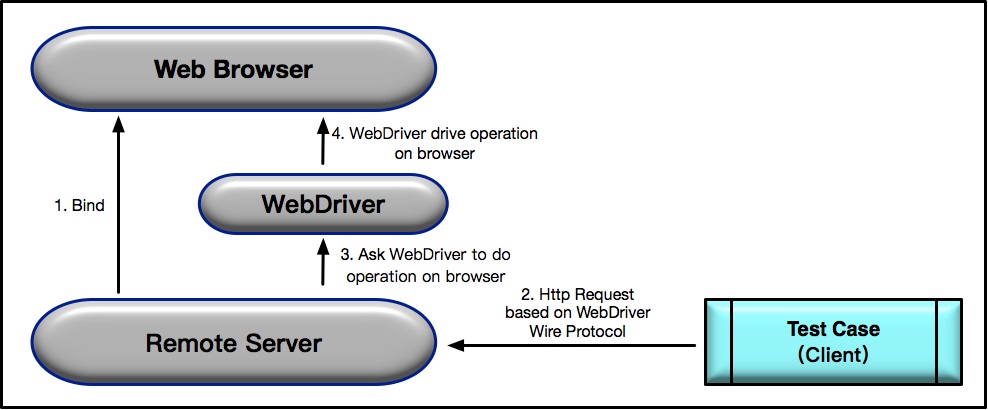 Web Browser
4. WebDriver drive operation
on browser
1. Bind
WebDriver
3. Ask WebDriver to do
operation on browser
2. Http Request
based on WebDriver
Wire Protocol
Remote Server
Test Case
(Client)